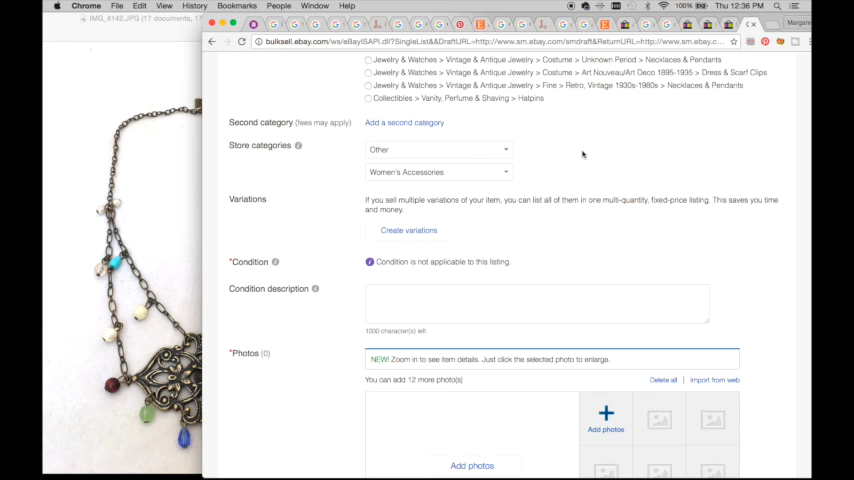 Chrome File Edit View History Bookmarks People Window Help 100% Thu 12:36 PM
IMG_4142.JPG (17 documents, 17
Margare
bulksell.ebay.com/ws/eBayISAPI.dll?SingleList&&DraftURL=http://www.sm.ebay.com/smdraft&ReturnURL=http://www.sm.ebay.c...
Jewelry & Watches > Vintage & Antique Jewelry > Costume > Unknown Period > Necklaces & Pendants
Jewelry & Watches > Vintage & Antique Jewelry > Costume > Art Nouveau/Art Deco 1895-1935 > Dress & Scarf Clips
Jewelry & Watches > Vintage & Antique Jewelry > Fine > Retro, Vintage 1930s-1980s > Necklaces & Pendants
Collectibles > Vanity, Perfume & Shaving > Hatpins
Second category (fees may apply) Add a second category
Store categories Other
Women's Accessories
Variations If you sell multiple variations of your item, you can list all of them in one multi-quantity, fixed-price listing. This saves you time
and money.
Create variations
*Condition Condition is not applicable to this listing.
Condition description
1000 character(s) left
*Photos (0) NEW! Zoom in to see item details. Just click the selected photo to enlarge.
You can add 12 more photo(s) Delete all | Import from web
Add photos
Add photos